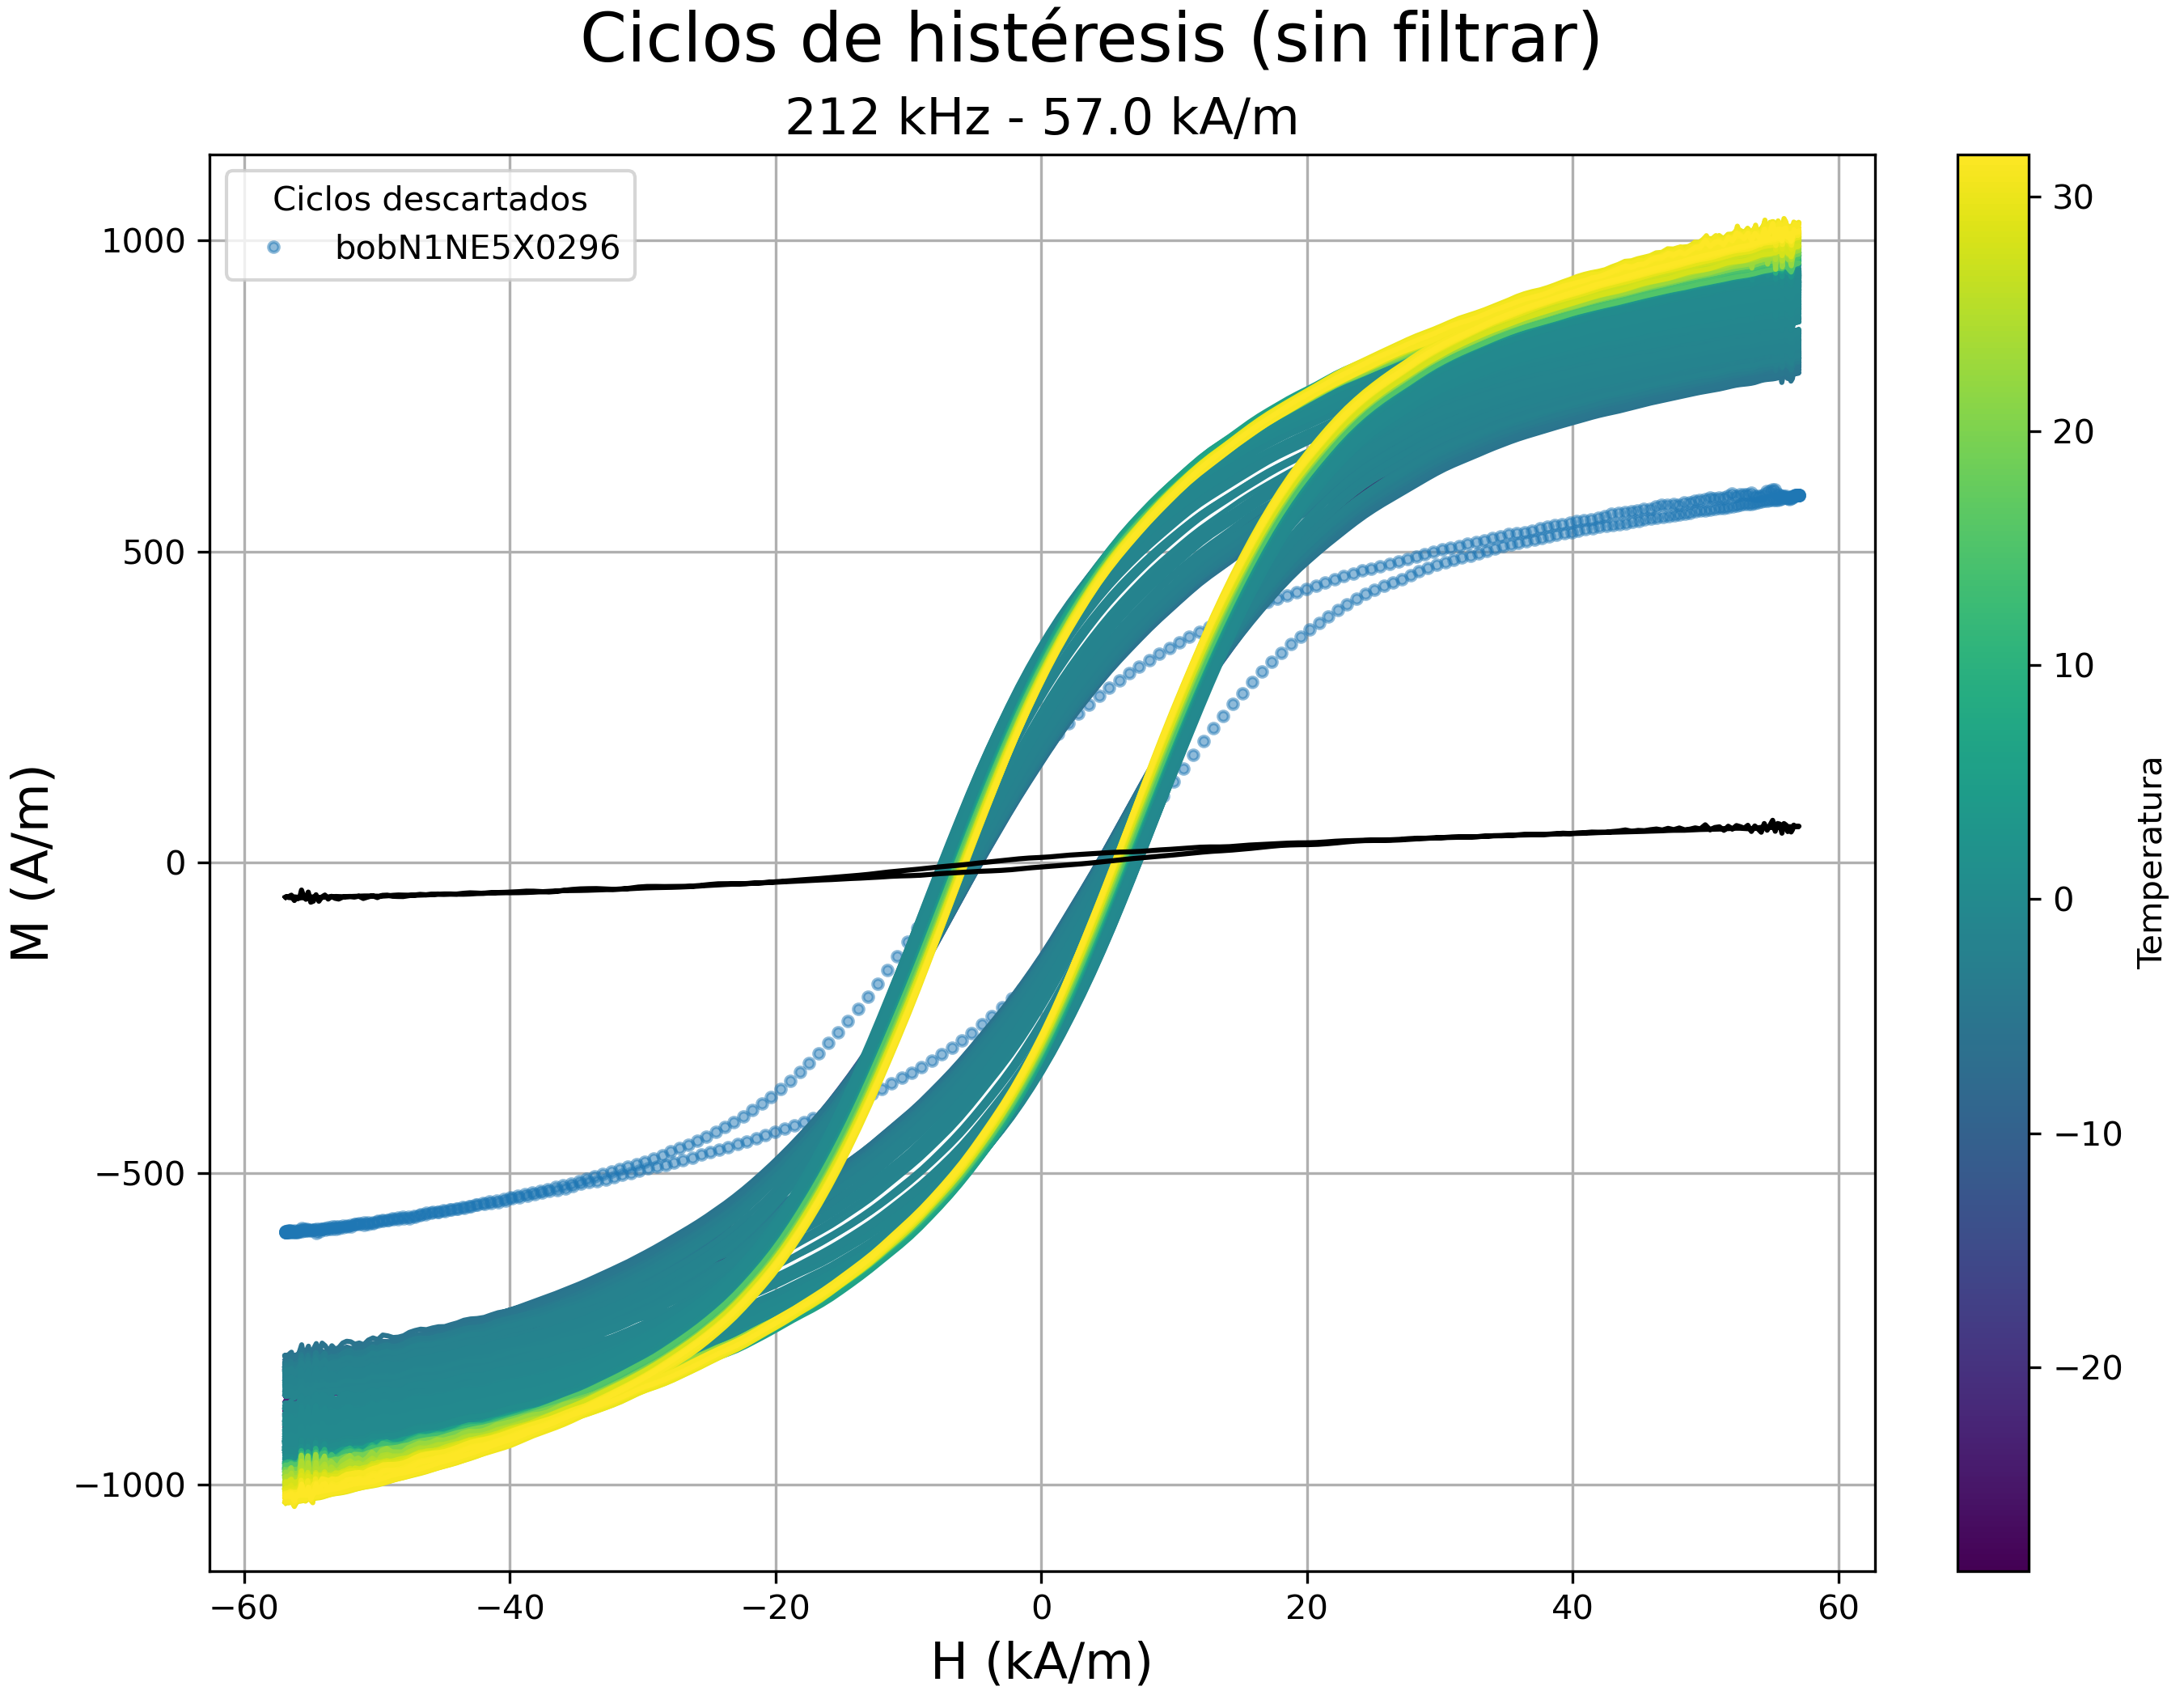 Ciclos de histéresis (sin filtrar)
212 kHz - 57.0 kA/m
Ciclos descartados
bobN1NE5X0296
1000
500
0
−500
−1000
M (A/m)
−60
−40
−20
0
20
40
60
H (kA/m)
30
20
10
0
−10
−20
Temperatura